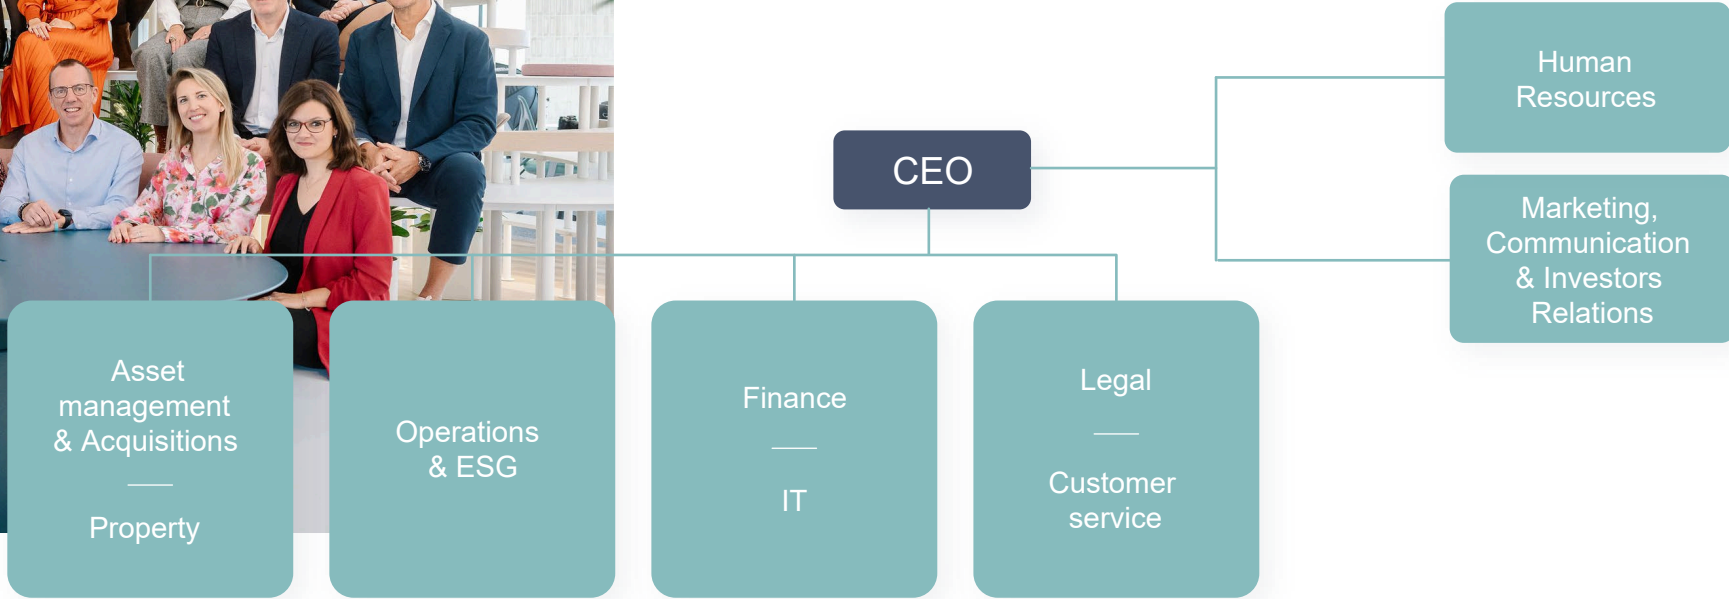 Human
Resources
CEO
Marketing,
Communication
& Investors
Relations
Asset
management
& Acquisitions
Property
Operations
& ESG
Finance
IT
Legal
Customer
service